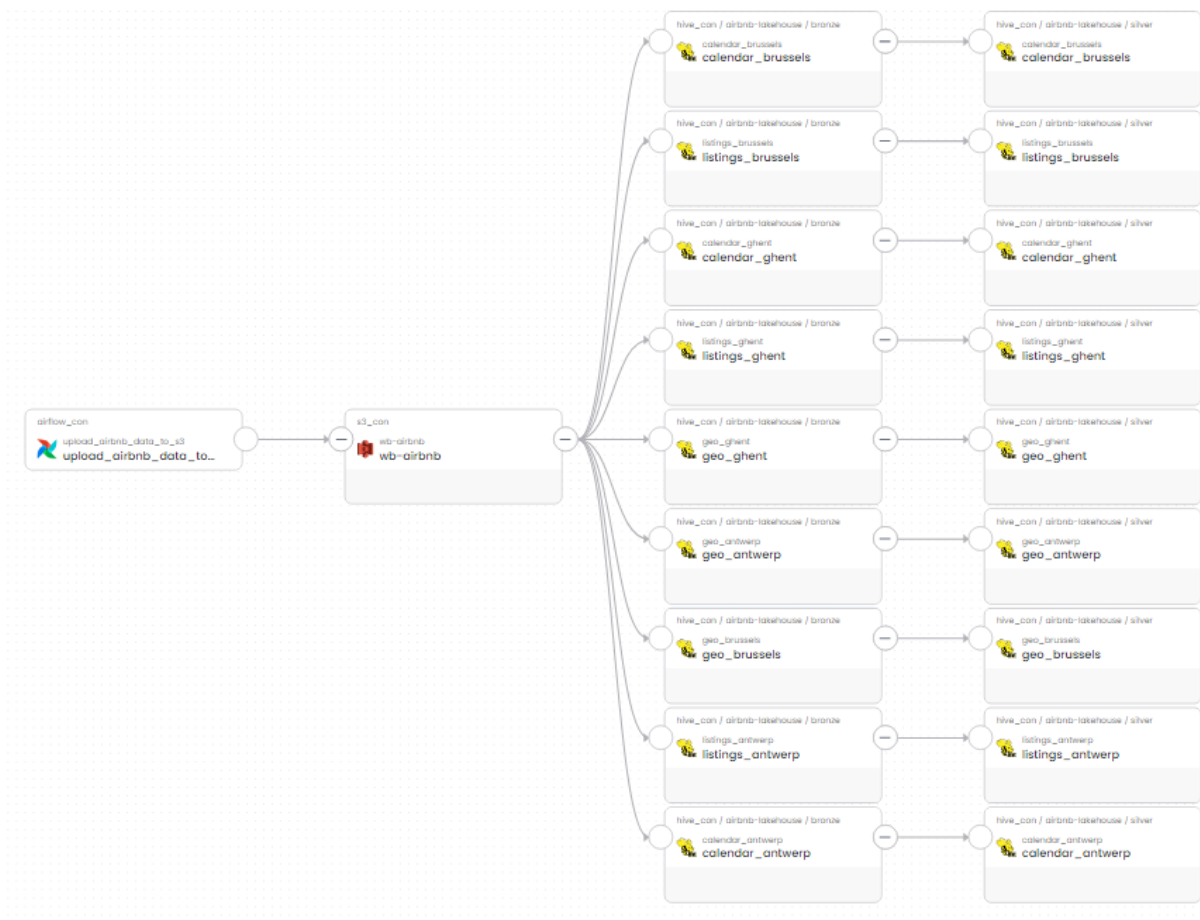 airflow_con
upload_airbnb_data_to_s3
upload_airbnb_data_to...
s3_con
wb-airbnb
wb-airbnb
hive_con / airbnb-lakehouse / bronze
calendar_brussels
calendar_brussels
hive_con / airbnb-lakehouse / bronze
listings_brussels
listings_brussels
hive_con / airbnb-lakehouse / bronze
calendar_ghent
calendar_ghent
hive_con / airbnb-lakehouse / bronze
listings_ghent
listings_ghent
hive_con / airbnb-lakehouse / bronze
geo_ghent
geo_ghent
hive_con / airbnb-lakehouse / bronze
geo_antwerp
geo_antwerp
hive_con / airbnb-lakehouse / bronze
geo_brussels
geo_brussels
hive_con / airbnb-lakehouse / bronze
listings_antwerp
listings_antwerp
hive_con / airbnb-lakehouse / bronze
calendar_antwerp
calendar_antwerp
hive_con / airbnb-lakehouse / silver
calendar_brussels
calendar_brussels
hive_con / airbnb-lakehouse / silver
listings_brussels
listings_brussels
hive_con / airbnb-lakehouse / silver
calendar_ghent
calendar_ghent
hive_con / airbnb-lakehouse / silver
listings_ghent
listings_ghent
hive_con / airbnb-lakehouse / silver
geo_ghent
geo_ghent
hive_con / airbnb-lakehouse / silver
geo_antwerp
geo_antwerp
hive_con / airbnb-lakehouse / silver
geo_brussels
geo_brussels
hive_con / airbnb-lakehouse / silver
listings_antwerp
listings_antwerp
hive_con / airbnb-lakehouse / silver
calendar_antwerp
calendar_antwerp